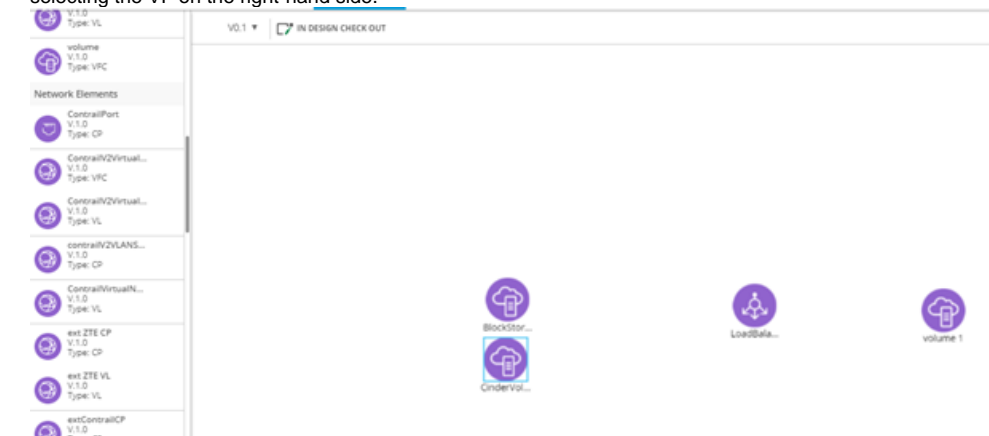 selecting the VF on the right-hand side.
V.1.0
Type: VL
volume
V.1.0
Type: VFC
Network Elements
ContrailPort
V.1.0
Type: CP
ContrailV2Virtual...
V.1.0
Type: VFC
ContrailV2Virtual...
V.1.0
Type: VL
contrailV2VLANS...
V.1.0
Type: CP
ContrailVirtualN...
V.1.0
Type: VL
ext ZTE CP
V.1.0
Type: CP
ext ZTE VL
V.1.0
Type: VL
extContrailCP
V.1.0
V0.1
IN DESIGN CHECK OUT
BlockStor...
CinderVol...
LoadBala...
volume 1